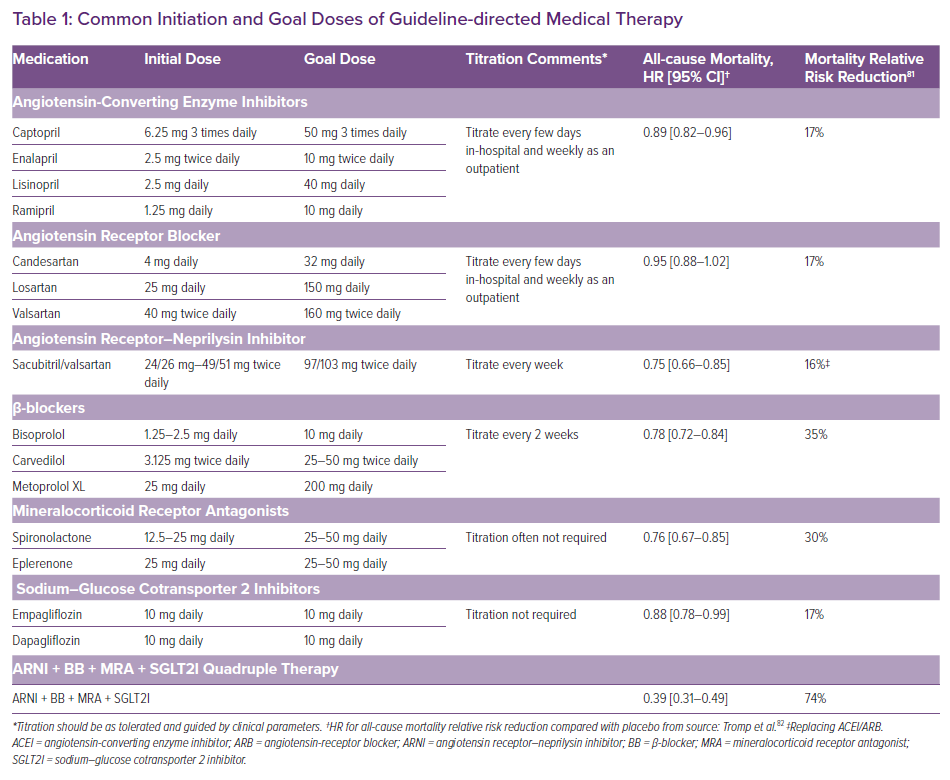 Table 1: Common Initiation and Goal Doses of Guideline-directed Medical Therapy
Medication Initial Dose Goal Dose Titration Comments* All-cause Mortality, Mortality Relative
HR [95% CI]† Risk Reduction⁸¹
Angiotensin-Converting Enzyme Inhibitors
Captopril 6.25 mg 3 times daily 50 mg 3 times daily Titrate every few days 0.89 [0.82–0.96] 17%
in-hospital and weekly as an
Enalapril 2.5 mg twice daily 10 mg twice daily outpatient
Lisinopril 2.5 mg daily 40 mg daily
Ramipril 1.25 mg daily 10 mg daily
Angiotensin Receptor Blocker
Candesartan 4 mg daily 32 mg daily Titrate every few days 0.95 [0.88–1.02] 17%
in-hospital and weekly as an
Losartan 25 mg daily 150 mg daily outpatient
Valsartan 40 mg twice daily 160 mg twice daily
Angiotensin Receptor–Neprilysin Inhibitor
Sacubitril/valsartan 24/26 mg–49/51 mg twice 97/103 mg twice daily Titrate every week 0.75 [0.66–0.85] 16%‡
daily
β-blockers
Bisoprolol 1.25–2.5 mg daily 10 mg daily Titrate every 2 weeks 0.78 [0.72–0.84] 35%
Carvedilol 3.125 mg twice daily 25–50 mg twice daily
Metoprolol XL 25 mg daily 200 mg daily
Mineralocorticoid Receptor Antagonists
Spironolactone 12.5–25 mg daily 25–50 mg daily Titration often not required 0.76 [0.67–0.85] 30%
Eplerenone 25 mg daily 25–50 mg daily
Sodium–Glucose Cotransporter 2 Inhibitors
Empagliflozin 10 mg daily 10 mg daily Titration not required 0.88 [0.78–0.99] 17%
Dapagliflozin 10 mg daily 10 mg daily
ARNI + BB + MRA + SGLT2I Quadruple Therapy
ARNI + BB + MRA + SGLT2I 0.39 [0.31–0.49] 74%
*Titration should be as tolerated and guided by clinical parameters. †HR for all-cause mortality relative risk reduction compared with placebo from source: Tromp et al.⁸² ‡Replacing ACEI/ARB.
ACEI = angiotensin-converting enzyme inhibitor; ARB = angiotensin-receptor blocker; ARNI = angiotensin receptor–neprilysin inhibitor; BB = β-blocker; MRA = mineralocorticoid receptor antagonist;
SGLT2I = sodium–glucose cotransporter 2 inhibitor.